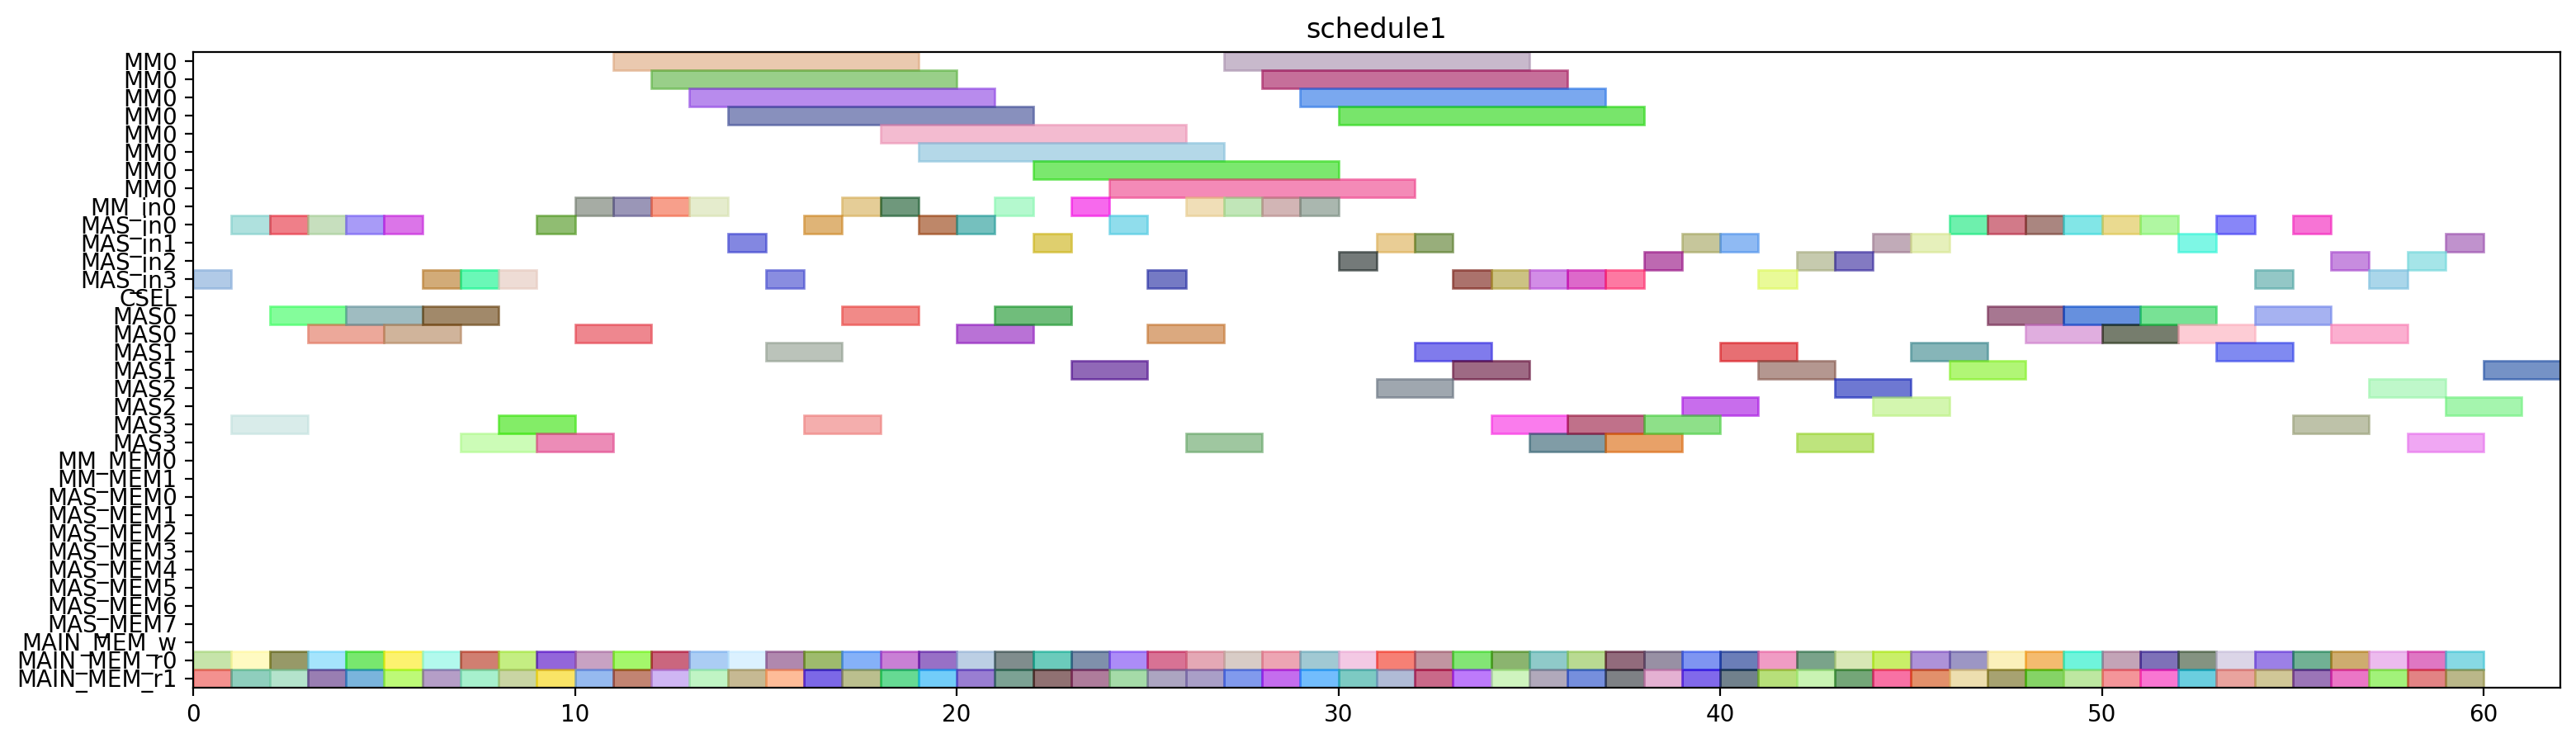 schedule1
MM0
MM0
MM0
MM0
MM0
MM0
MM0
MM0
MM_in0
MAS_in0
MAS_in1
MAS_in2
MAS_in3
CSEL
MAS0
MAS0
MAS1
MAS1
MAS2
MAS2
MAS3
MAS3
MM_MEM0
MM_MEM1
MAS_MEM0
MAS_MEM1
MAS_MEM2
MAS_MEM3
MAS_MEM4
MAS_MEM5
MAS_MEM6
MAS_MEM7
MAIN_MEM_w
MAIN_MEM_r0
MAIN_MEM_r1
0 10 20 30 40 50 60